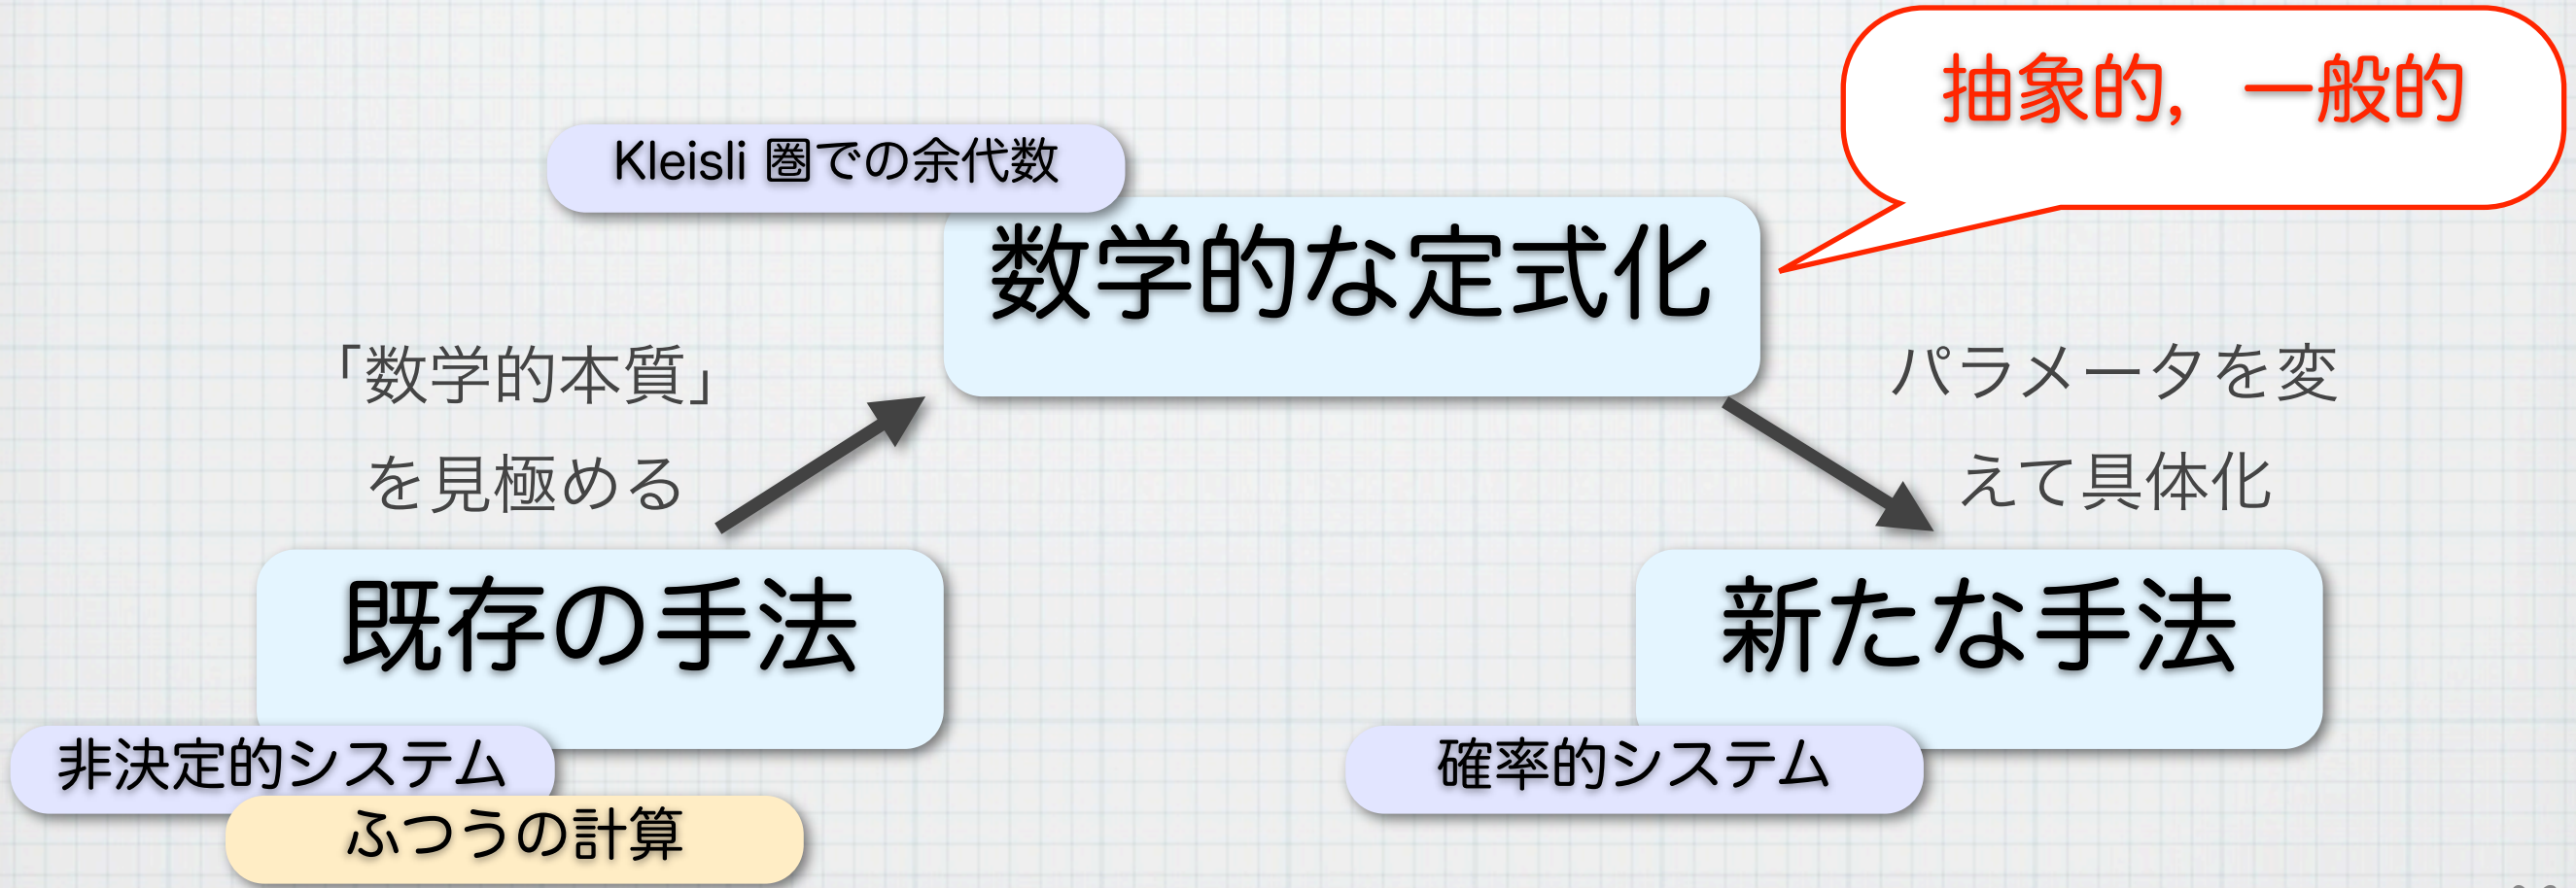 抽象的，一般的
Kleisli 圏での余代数
数学的な定式化
「数学的本質」
を見極める
パラメータを変
えて具体化
既存の手法
新たな手法
非決定的システム
確率的システム
ふつうの計算